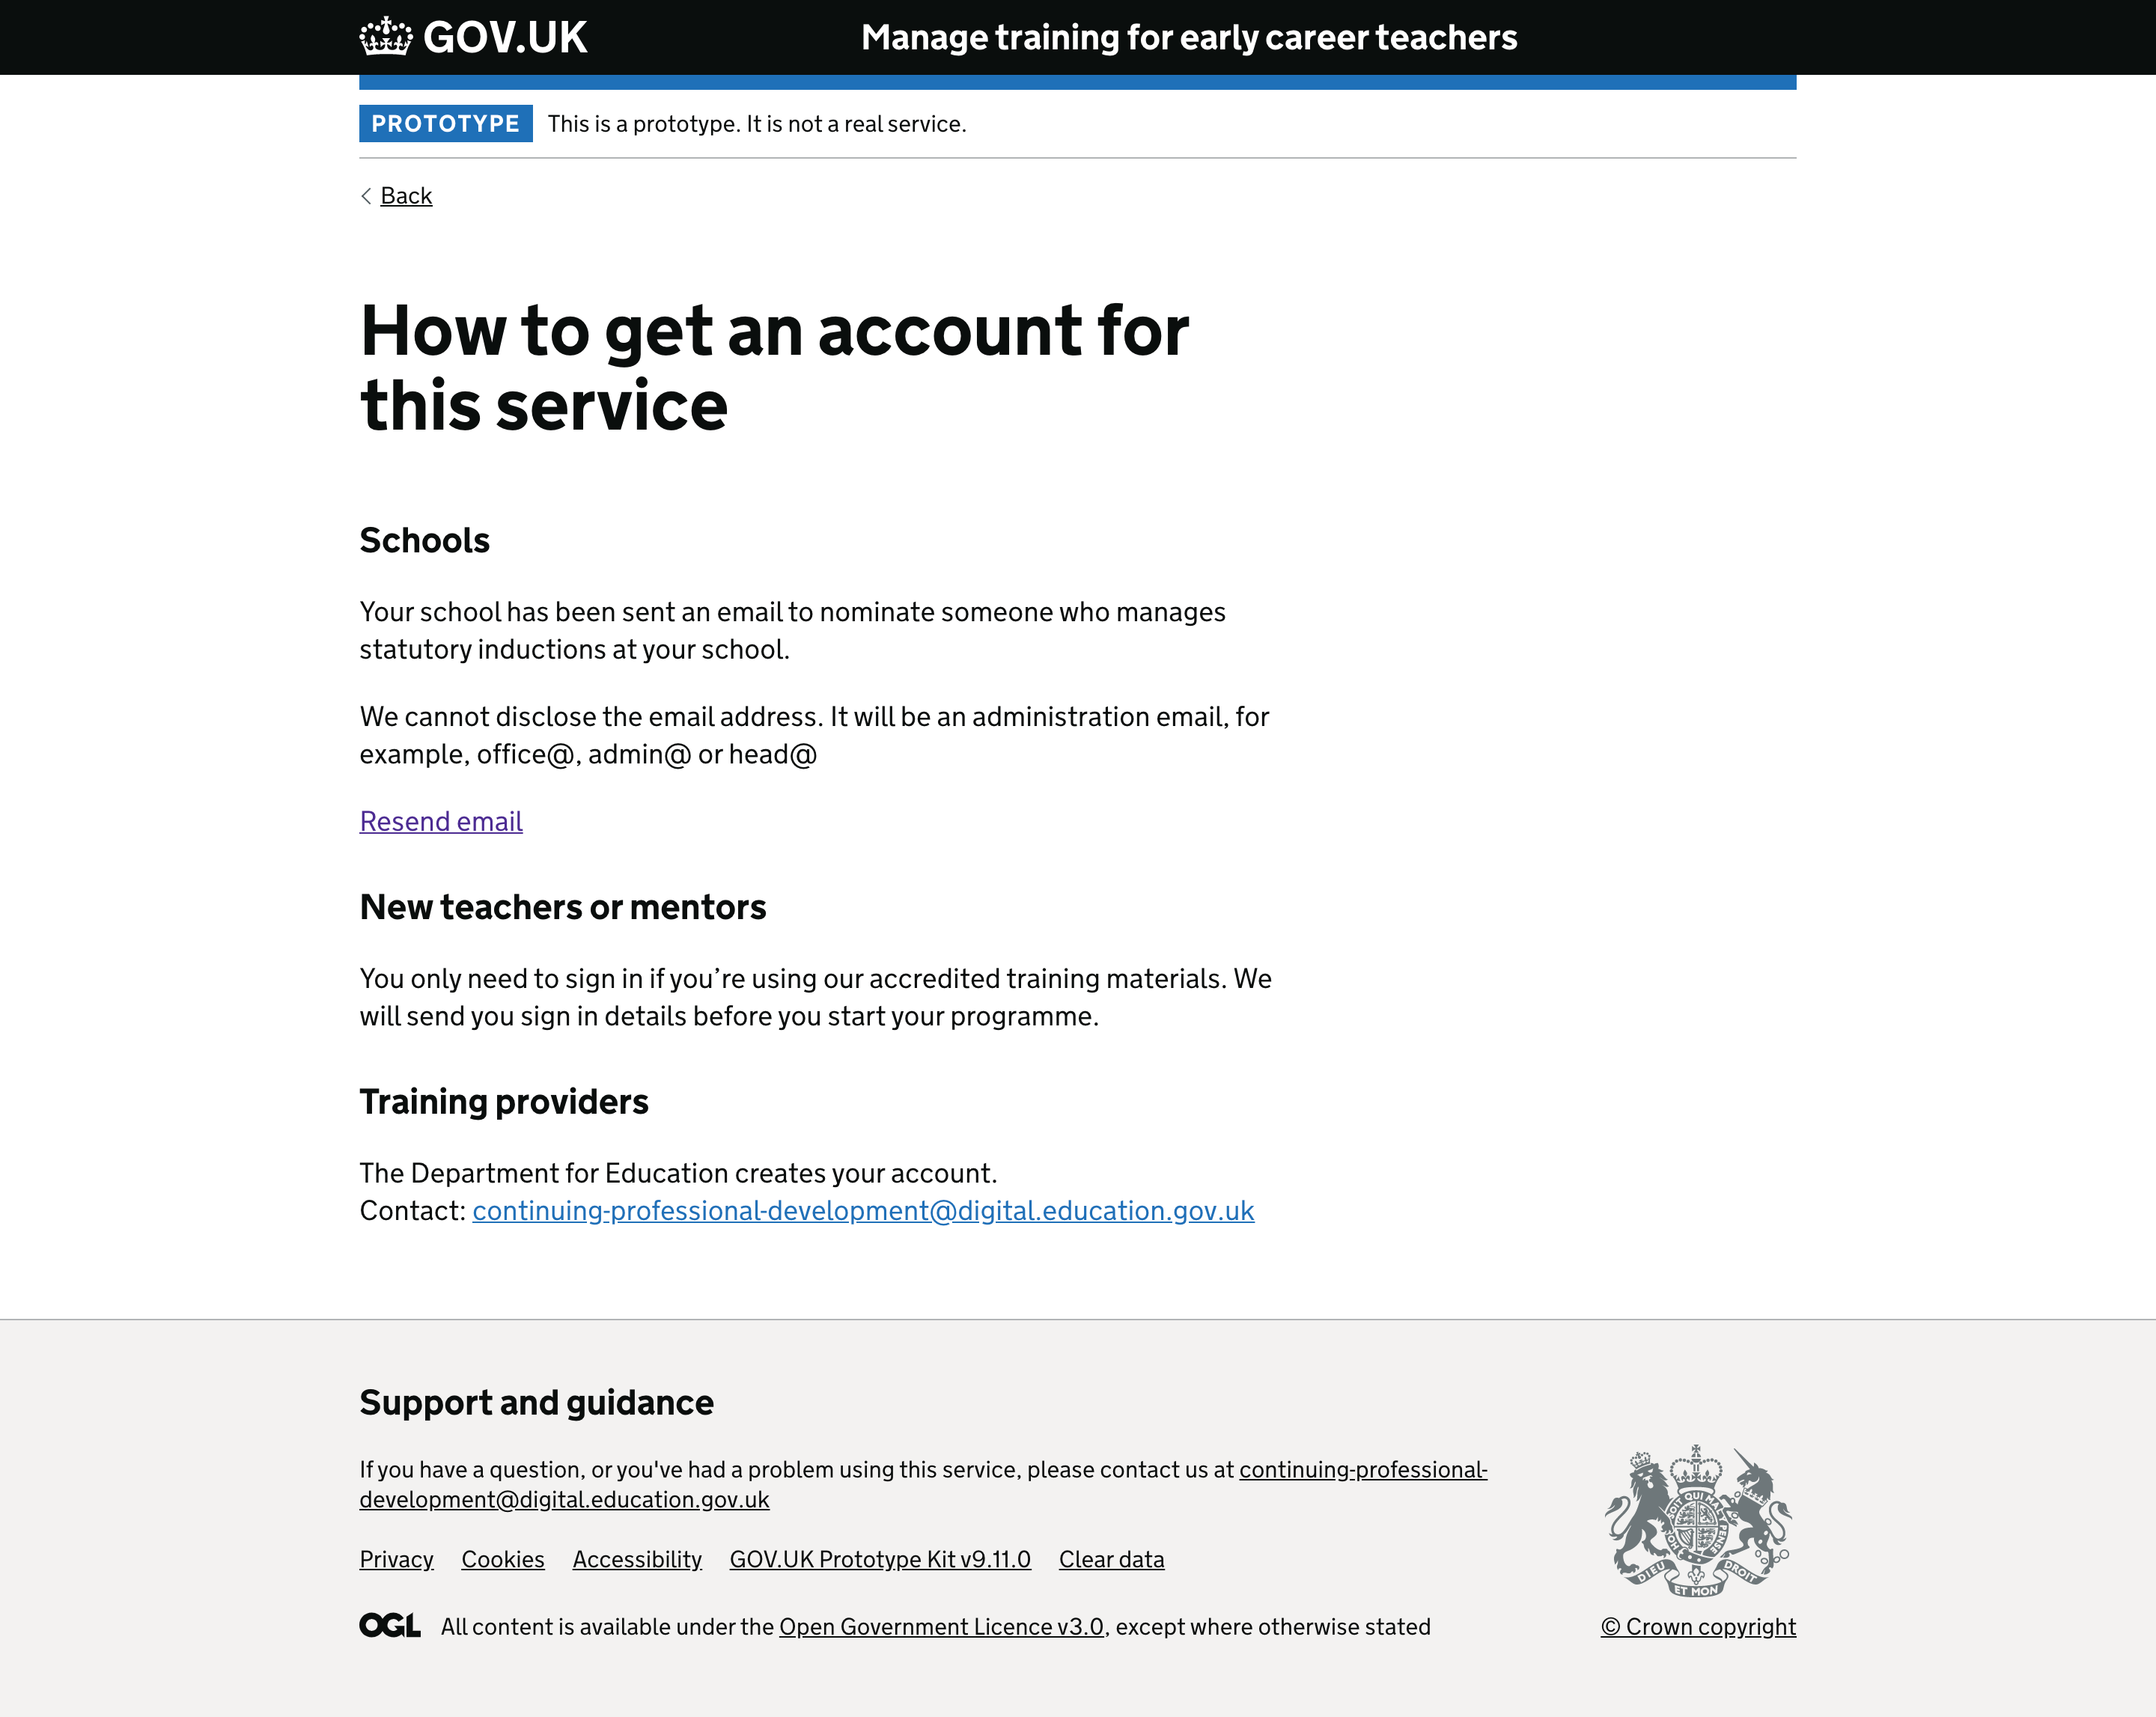 GOV.UK
Manage training for early career teachers
PROTOTYPE This is a prototype. It is not a real service.
Back
How to get an account for
this service
Schools
Your school has been sent an email to nominate someone who manages
statutory inductions at your school.
We cannot disclose the email address. It will be an administration email, for
example, office@, admin@ or head@
Resend email
New teachers or mentors
You only need to sign in if you’re using our accredited training materials. We
will send you sign in details before you start your programme.
Training providers
The Department for Education creates your account.
Contact: continuing-professional-development@digital.education.gov.uk
Support and guidance
If you have a question, or you've had a problem using this service, please contact us at continuing-professional-
development@digital.education.gov.uk
Privacy Cookies Accessibility GOV.UK Prototype Kit v9.11.0 Clear data
OGL All content is available under the Open Government Licence v3.0, except where otherwise stated
DIEU ET MON DROIT
© Crown copyright